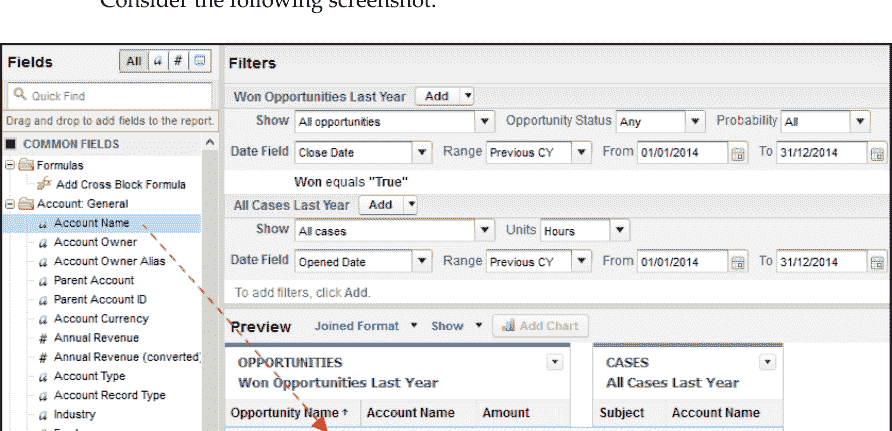 Consider the following screenshot:
Fields
All a #
Quick Find
Drag and drop to add fields to the report.
COMMON FIELDS
Formulas
fx Add Cross Block Formula
Account: General
a Account Name
a Account Owner
a Account Owner Alias
a Parent Account
a Parent Account ID
a Account Currency
# Annual Revenue
# Annual Revenue (converted)
a Account Type
a Account Record Type
a Industry
Filters
Won Opportunities Last Year Add
Show All opportunities Opportunity Status Any Probability All
Date Field Close Date Range Previous CY From 01/01/2014 To 31/12/2014
Won equals "True"
All Cases Last Year Add
Show All cases Units Hours
Date Field Opened Date Range Previous CY From 01/01/2014 To 31/12/2014
To add filters, click Add.
Preview Joined Format Show Add Chart
OPPORTUNITIES
Won Opportunities Last Year
Opportunity Name ↑ Account Name Amount
CASES
All Cases Last Year
Subject Account Name